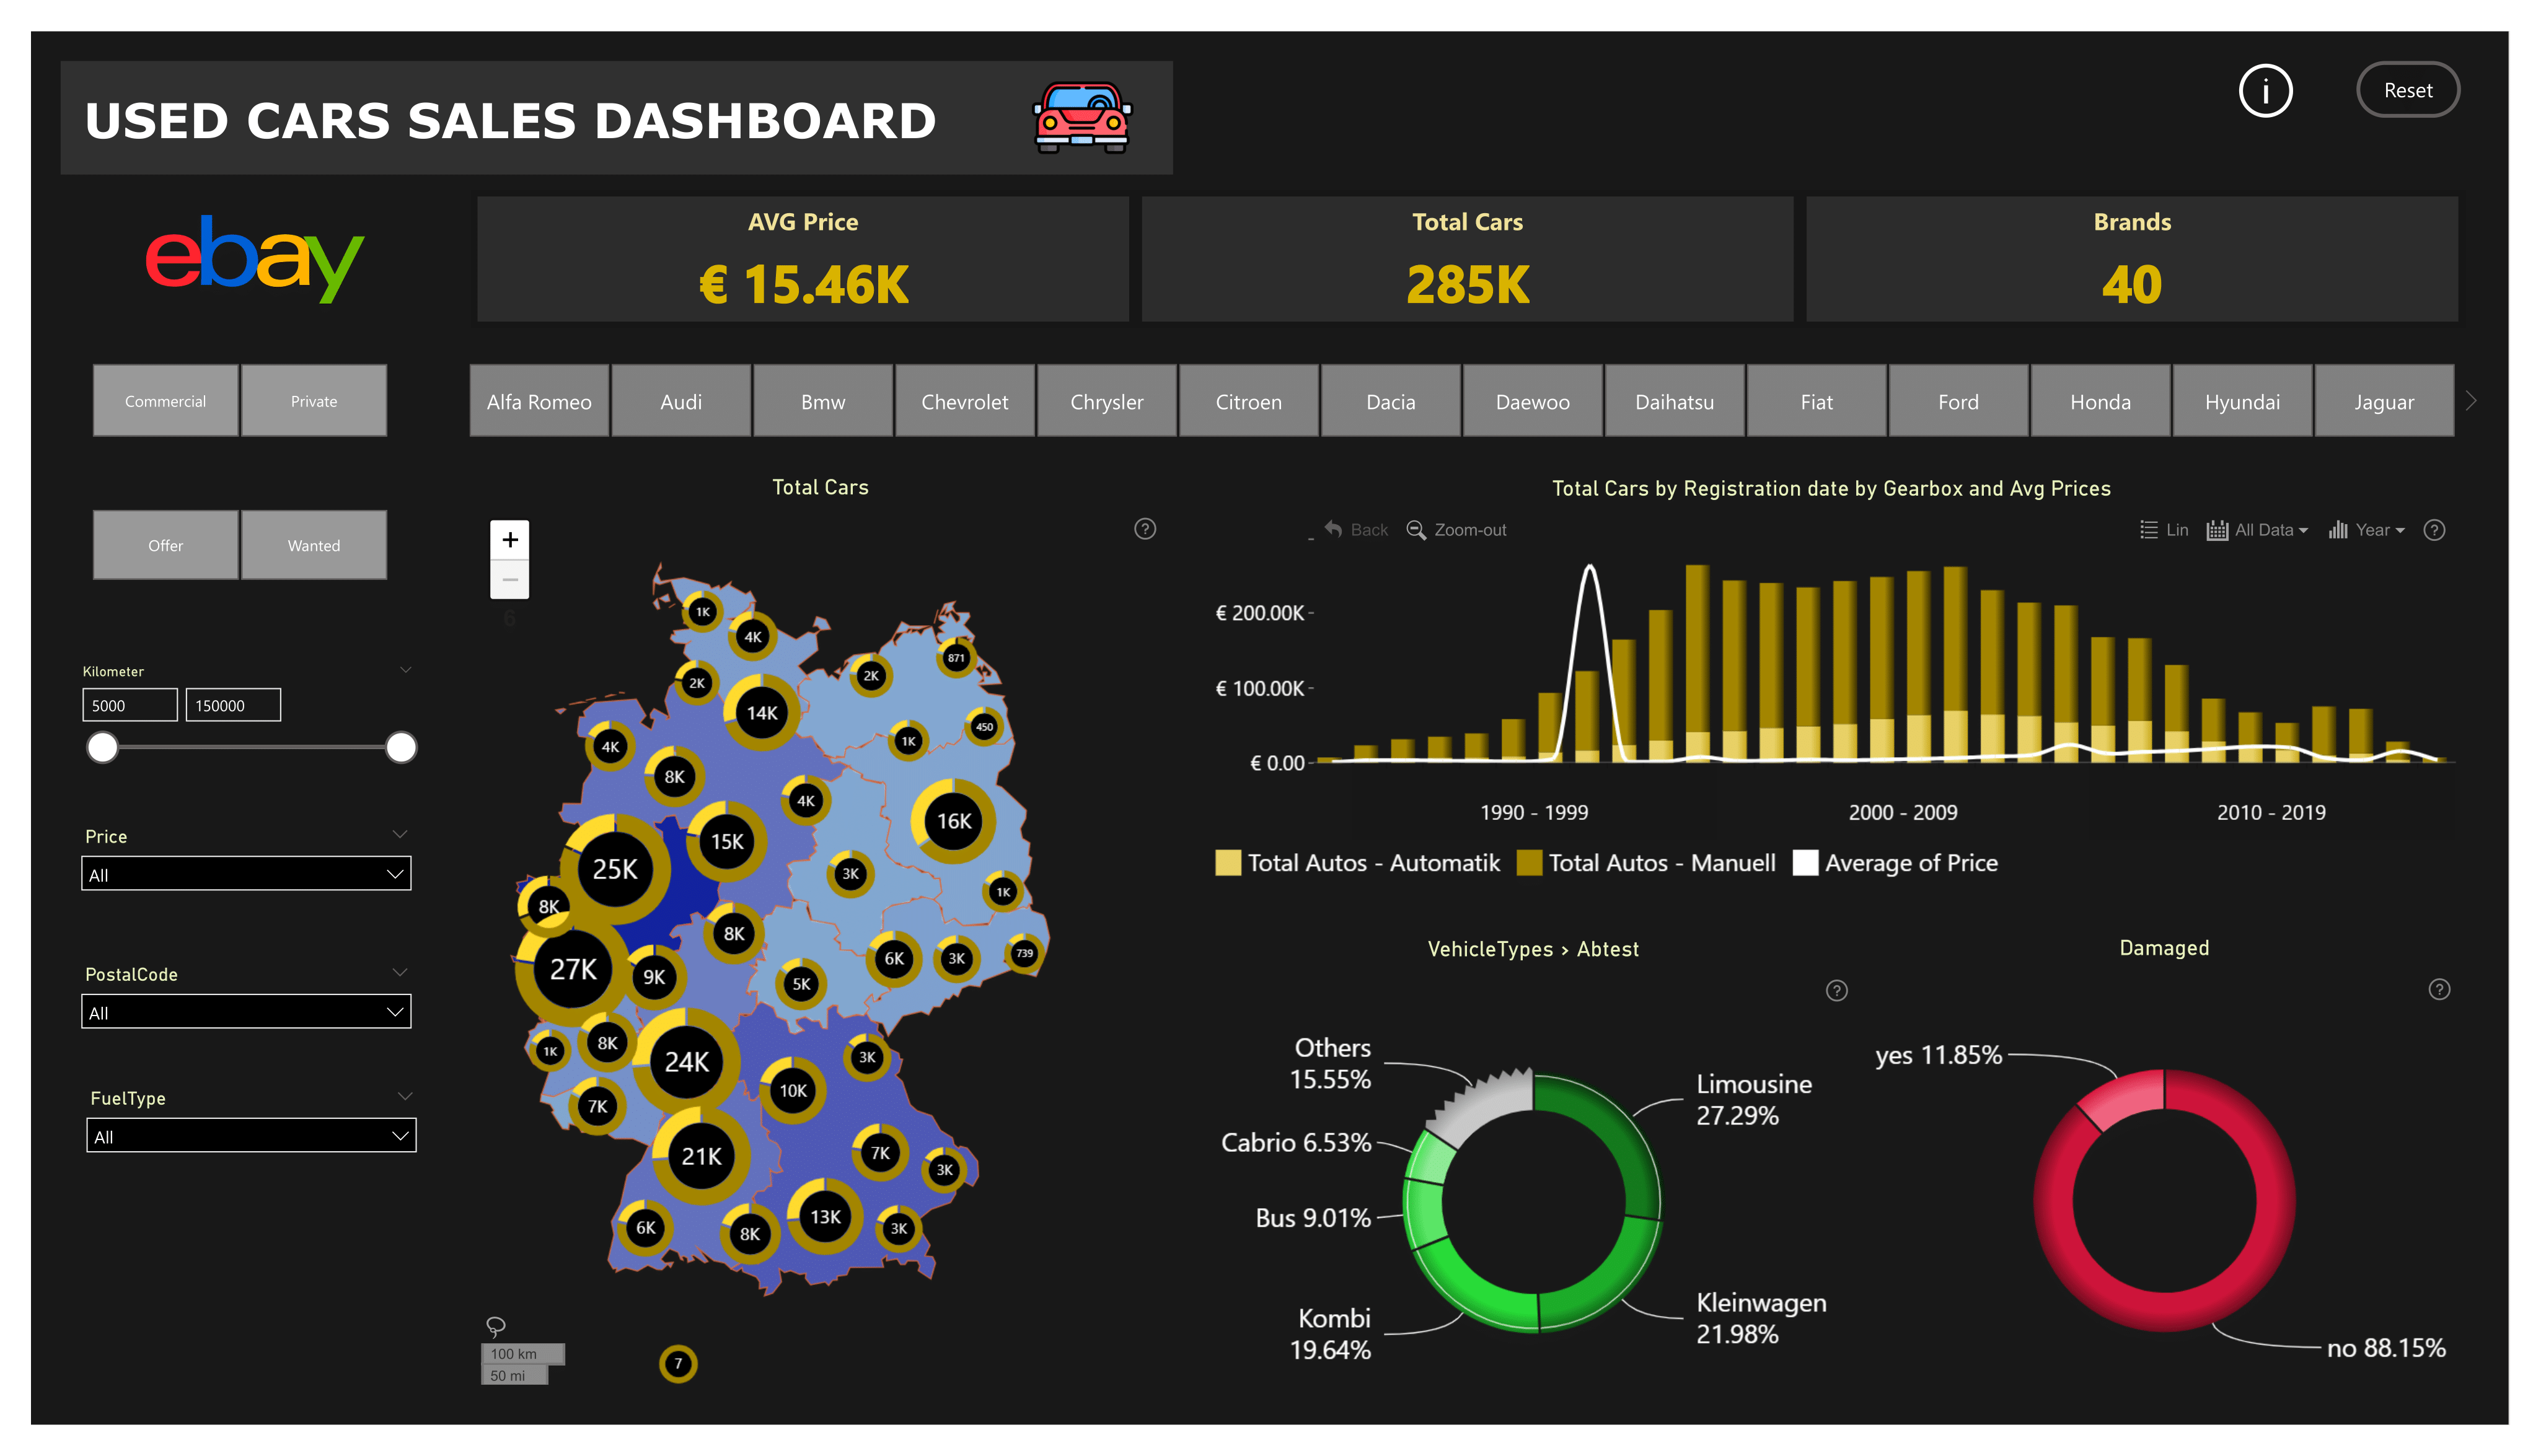 USED CARS SALES DASHBOARD
i
Reset
ebay
AVG Price
€ 15.46K
Total Cars
285K
Brands
40
Commercial
Private
Alfa Romeo
Audi
Bmw
Chevrolet
Chrysler
Citroen
Dacia
Daewoo
Daihatsu
Fiat
Ford
Honda
Hyundai
Jaguar
Offer
Wanted
Kilometer
5000
150000
Price
All
PostalCode
All
FuelType
All
Total Cars
?
+
−
6
1K
4K
871
2K
2K
14K
450
1K
4K
8K
4K
16K
15K
25K
3K
1K
8K
8K
6K
3K
739
27K
9K
5K
8K
1K
3K
24K
10K
7K
7K
21K
3K
13K
6K
8K
3K
100 km
50 mi
7
Total Cars by Registration date by Gearbox and Avg Prices
Back
Zoom-out
Lin
All Data
Year
?
€ 200.00K
€ 100.00K
€ 0.00
1990 - 1999
2000 - 2009
2010 - 2019
Total Autos - Automatik
Total Autos - Manuell
Average of Price
VehicleTypes > Abtest
?
Others
15.55%
Limousine
27.29%
Cabrio 6.53%
Bus 9.01%
Kombi
19.64%
Kleinwagen
21.98%
Damaged
?
yes 11.85%
no 88.15%